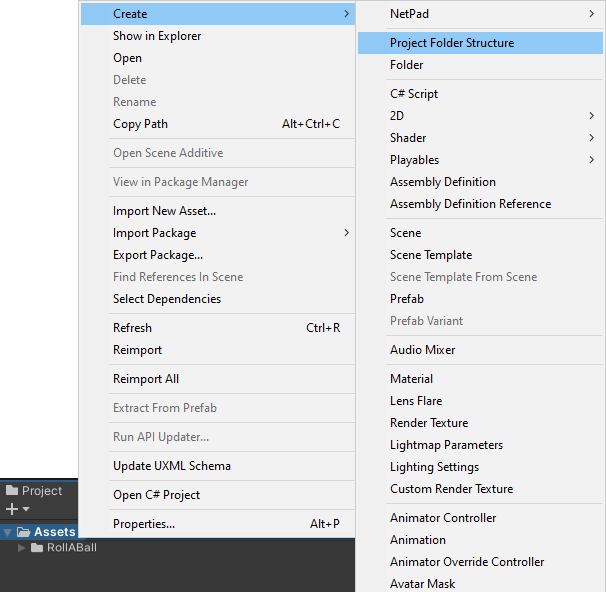 Create
Show in Explorer
Open
Delete
Rename
Copy Path Alt+Ctrl+C
Open Scene Additive
View in Package Manager
Import New Asset...
Import Package
Export Package...
Find References In Scene
Select Dependencies
Refresh Ctrl+R
Reimport
Reimport All
Extract From Prefab
Run API Updater...
Update UXML Schema
Open C# Project
Properties... Alt+P
NetPad
Project Folder Structure
Folder
C# Script
2D
Shader
Playables
Assembly Definition
Assembly Definition Reference
Scene
Scene Template
Scene Template From Scene
Prefab
Prefab Variant
Audio Mixer
Material
Lens Flare
Render Texture
Lightmap Parameters
Lighting Settings
Custom Render Texture
Animator Controller
Animation
Animator Override Controller
Avatar Mask
Project
Assets
RollABall